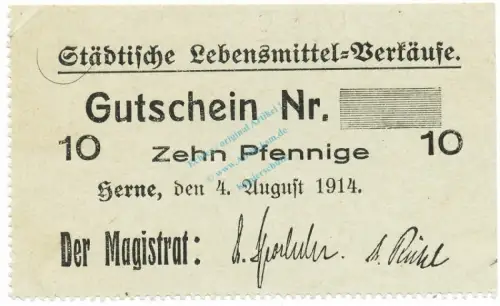 Städtische Lebensmittel=Verkäufe.
Gutschein Nr.
10 Zehn Pfennige 10
Herne, den 4. August 1914.
Der Magistrat: